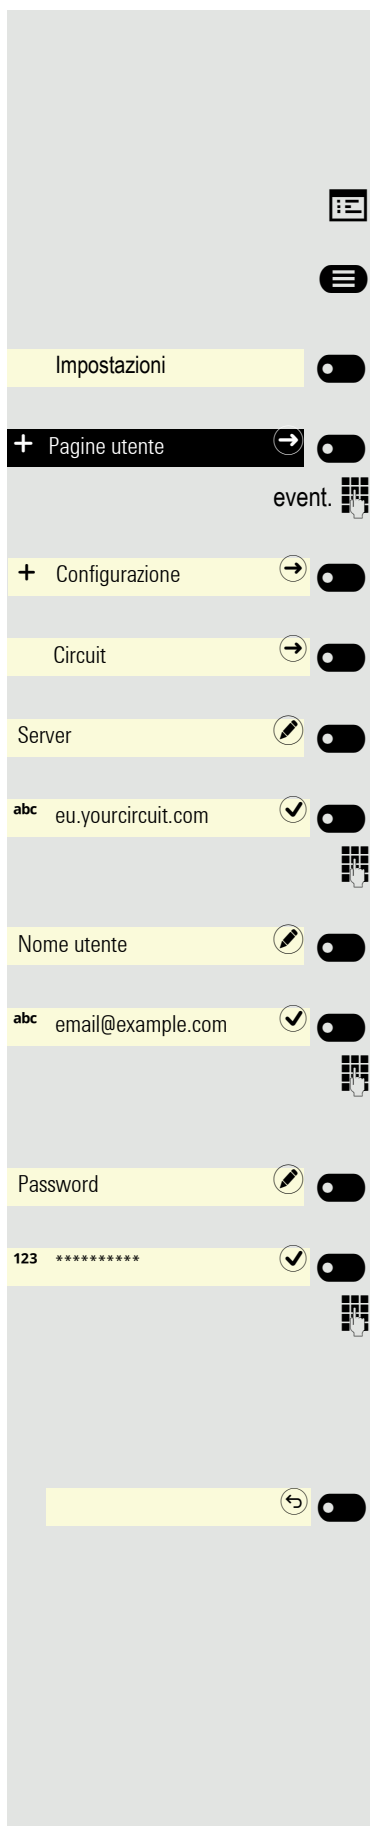 Impostazioni
+ Pagine utente
event.
+ Configurazione
Circuit
Server
abc eu.yourcircuit.com
Nome utente
abc email@example.com
Password
123 **********